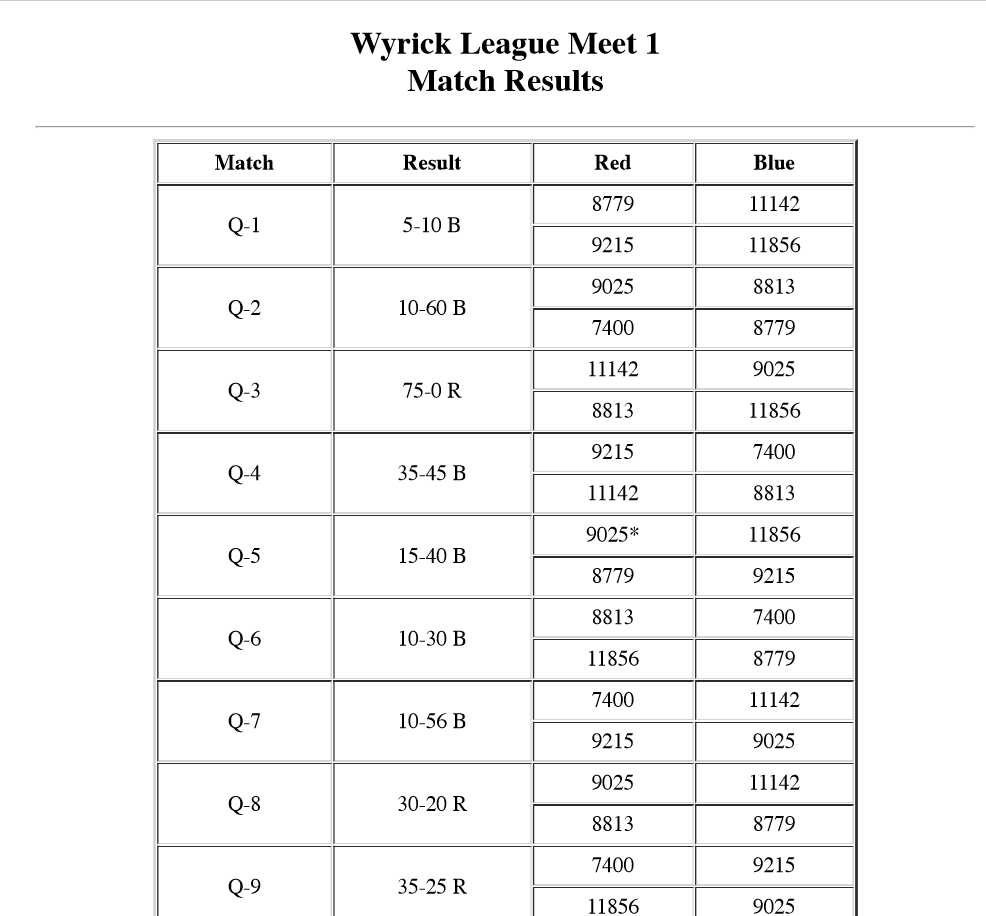 Wyrick League Meet 1
Match Results
Match Result Red Blue
Q-1 5-10 B 8779 11142
9215 11856
Q-2 10-60 B 9025 8813
7400 8779
Q-3 75-0 R 11142 9025
8813 11856
Q-4 35-45 B 9215 7400
11142 8813
Q-5 15-40 B 9025* 11856
8779 9215
Q-6 10-30 B 8813 7400
11856 8779
Q-7 10-56 B 7400 11142
9215 9025
Q-8 30-20 R 9025 11142
8813 8779
Q-9 35-25 R 7400 9215
11856 9025